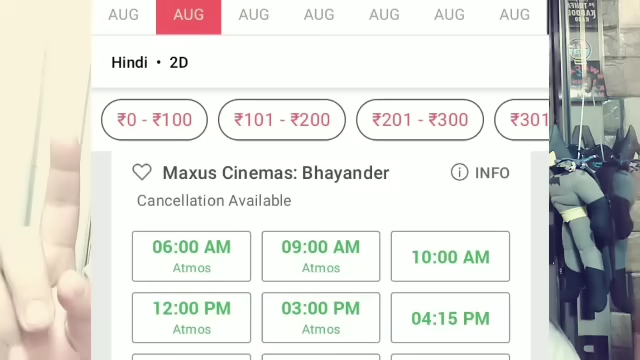 AUG AUG AUG AUG AUG AUG AUG
Hindi • 2D
₹0 - ₹100 ₹101 - ₹200 ₹201 - ₹300 ₹301
Maxus Cinemas: Bhayander INFO
Cancellation Available
06:00 AM 09:00 AM 10:00 AM
Atmos Atmos
12:00 PM 03:00 PM 04:15 PM
Atmos Atmos